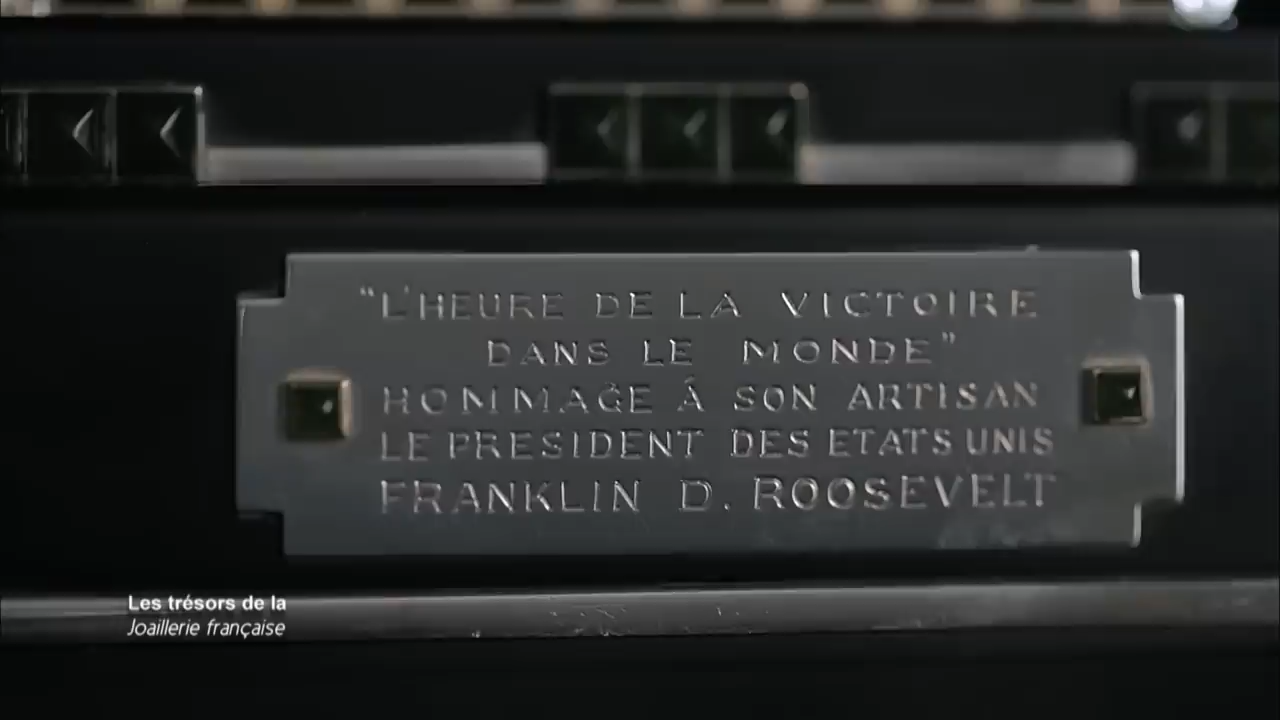 "L'HEURE DE LA VICTOIRE
DANS LE MONDE"
HOMMAGE À SON ARTISAN
LE PRESIDENT DES ETATS UNIS
FRANKLIN D. ROOSEVELT
Les trésors de la
Joaillerie française